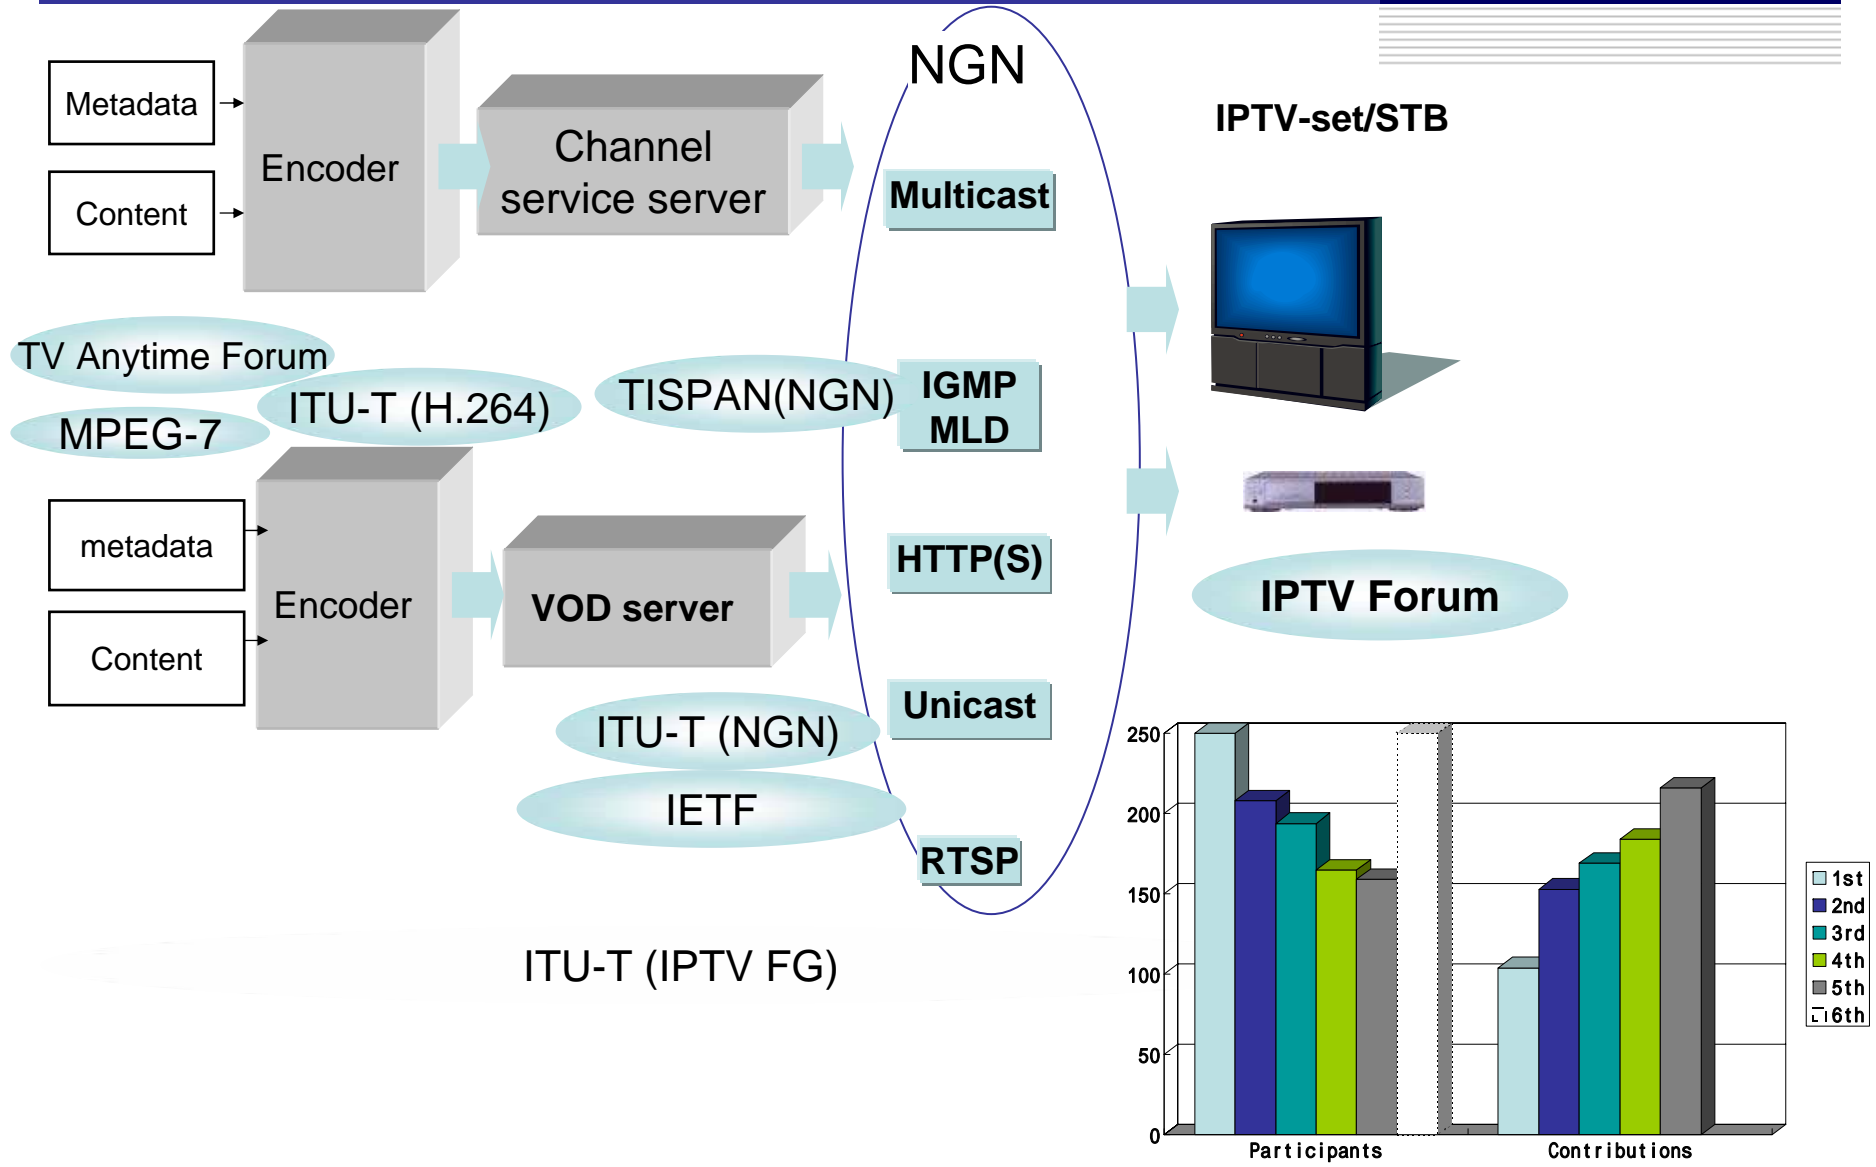 NGN
Metadata
Content
Encoder
Channel
service server
Multicast
IPTV-set/STB
TV Anytime Forum
MPEG-7
ITU-T (H.264)
TISPAN(NGN)
IGMP
MLD
metadata
Content
Encoder
VOD server
HTTP(S)
IPTV Forum
Unicast
ITU-T (NGN)
IETF
RTSP
ITU-T (IPTV FG)
250
200
150
100
50
0
Participants
Contributions
1st
2nd
3rd
4th
5th
6th